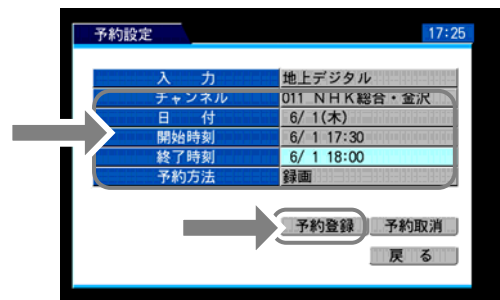 予約設定 17:25
入 力 地上デジタル
チャンネル 011 NHK総合・金沢
日 付 6/ 1(木)
開始時刻 6/ 1 17:30
終了時刻 6/ 1 18:00
予約方法 録画
予約登録 予約取消
戻 る